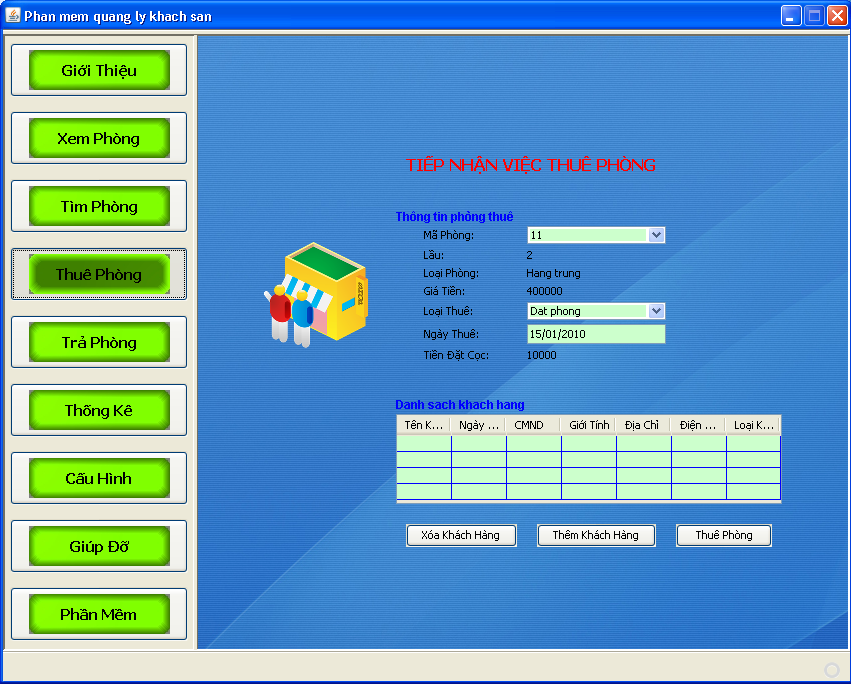 Phan mem quang ly khach san
Giới Thiệu
Xem Phòng
Tìm Phòng
Thuê Phòng
Trả Phòng
Thống Kê
Cấu Hình
Giúp Đỡ
Phần Mềm
TIẾP NHẬN VIỆC THUÊ PHÒNG
Thông tin phòng thuê
Mã Phòng: 11
Lầu: 2
Loại Phòng: Hang trung
Giá Tiền: 400000
Loại Thuê: Dat phong
Ngày Thuê: 15/01/2010
Tiền Đặt Cọc: 10000
Danh sach khach hang
Tên K... Ngày ... CMND Giới Tính Địa Chỉ Điện ... Loại K...
Xóa Khách Hàng Thêm Khách Hàng Thuê Phòng